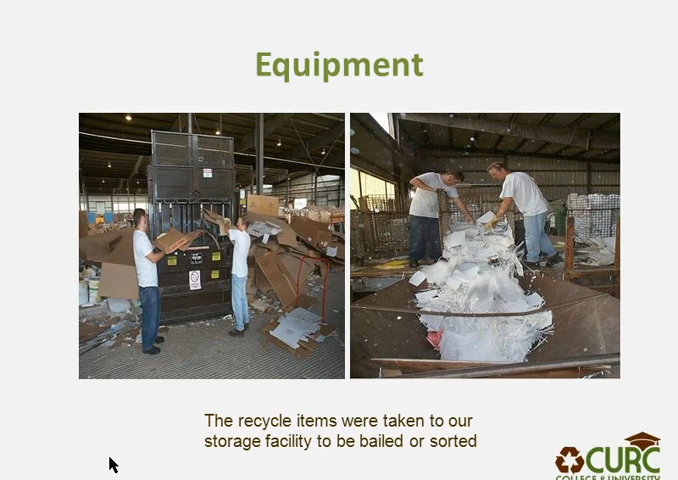 Equipment
The recycle items were taken to our
storage facility to be bailed or sorted
CURC
COLLEGE & UNIVERSITY